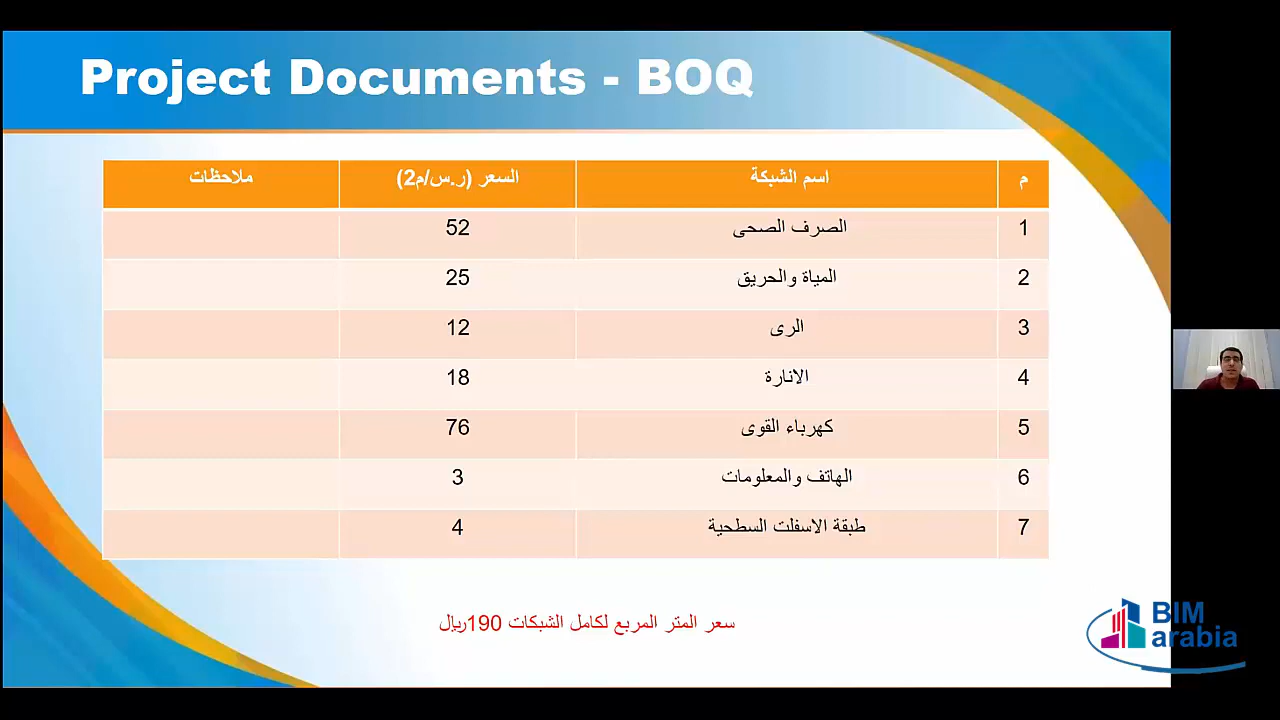 Project Documents - BOQ
م اسم الشبكة السعر (ر.س/م2) ملاحظات
1 الصرف الصحى 52
2 المياة والحريق 25
3 الرى 12
4 الانارة 18
5 كهرباء القوى 76
6 الهاتف والمعلومات 3
7 طبقة الاسفلت السطحية 4
سعر المتر المربع لكامل الشبكات 190ريال
BIM
arabia